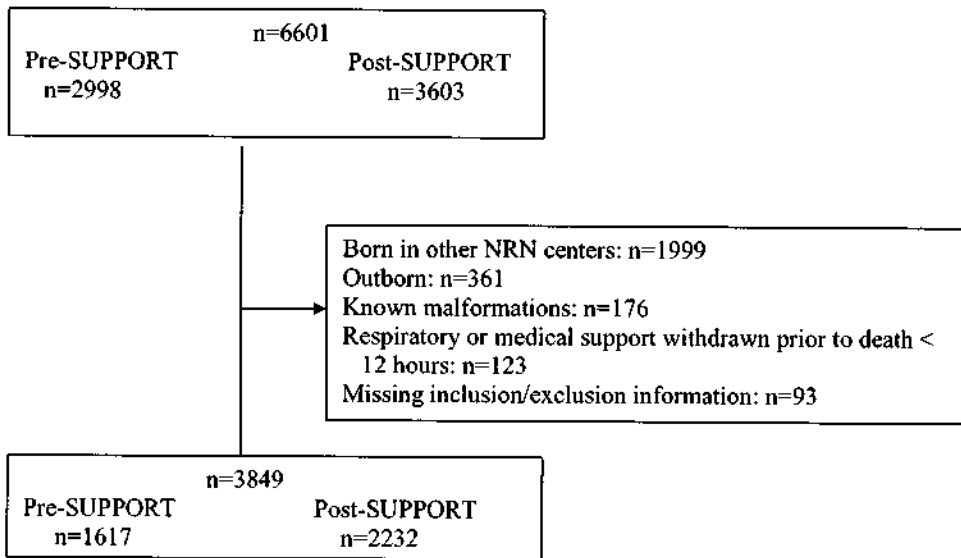 n=6601
Pre-SUPPORT Post-SUPPORT
n=2998 n=3603
Born in other NRN centers: n=1999
Outborn: n=361
Known malformations: n=176
Respiratory or medical support withdrawn prior to death <
12 hours: n=123
Missing inclusion/exclusion information: n=93
n=3849
Pre-SUPPORT Post-SUPPORT
n=1617 n=2232